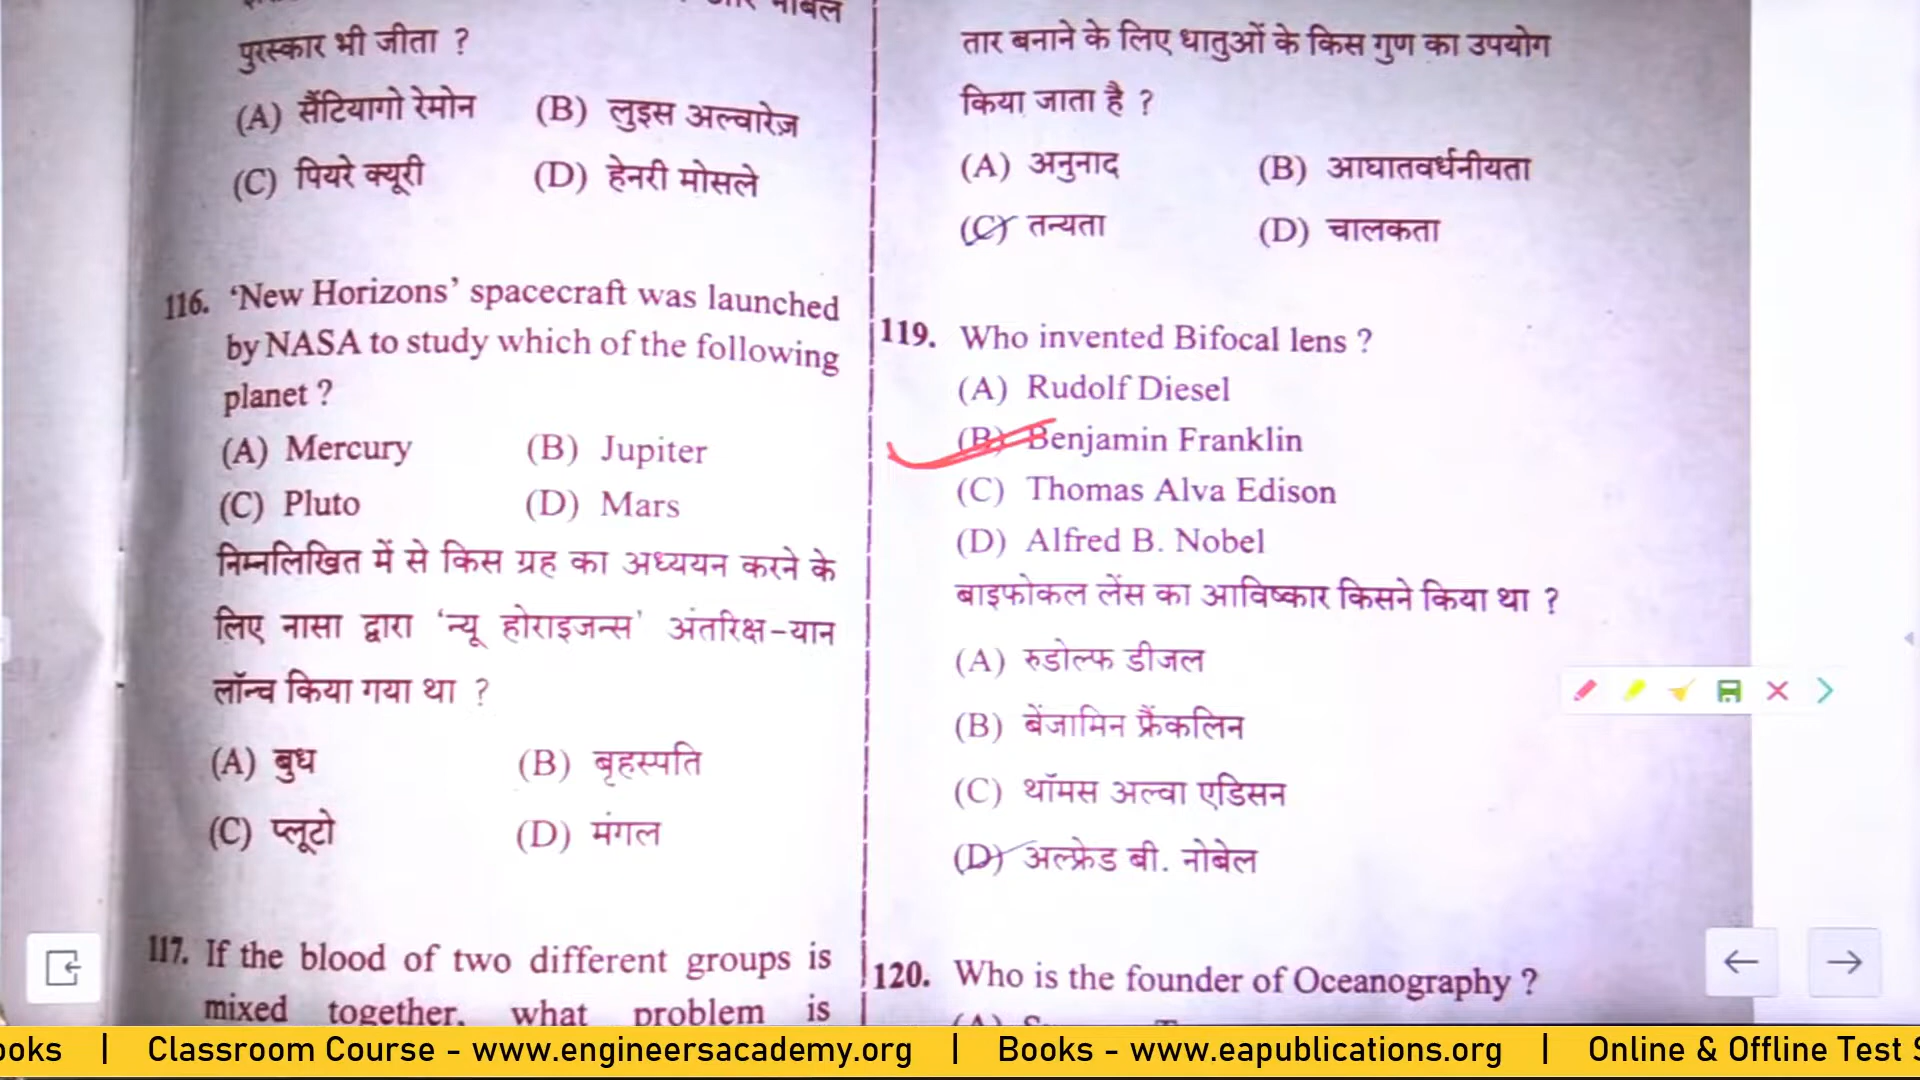 नोबेल
पुरस्कार भी जीता ?
(A) सैंटियागो रेमोन (B) लुइस अल्वारेज़
(C) पियरे क्यूरी (D) हेनरी मोसले
116. ‘New Horizons’ spacecraft was launched
by NASA to study which of the following
planet ?
(A) Mercury (B) Jupiter
(C) Pluto (D) Mars
निम्नलिखित में से किस ग्रह का अध्ययन करने के
लिए नासा द्वारा ‘न्यू होराइजन्स’ अंतरिक्ष-यान
लॉन्च किया गया था ?
(A) बुध (B) बृहस्पति
(C) प्लूटो (D) मंगल
117. If the blood of two different groups is
mixed together, what problem is
तार बनाने के लिए धातुओं के किस गुण का उपयोग
किया जाता है ?
(A) अनुनाद (B) आघातवर्धनीयता
(C) तन्यता (D) चालकता
119. Who invented Bifocal lens ?
(A) Rudolf Diesel
(B) Benjamin Franklin
(C) Thomas Alva Edison
(D) Alfred B. Nobel
बाइफोकल लेंस का आविष्कार किसने किया था ?
(A) रुडोल्फ डीजल
(B) बेंजामिन फ्रैंकलिन
(C) थॉमस अल्वा एडिसन
(D) अल्फ्रेड बी. नोबेल
120. Who is the founder of Oceanography ?
(A)
ooks | Classroom Course - www.engineersacademy.org | Books - www.eapublications.org | Online & Offline Test S